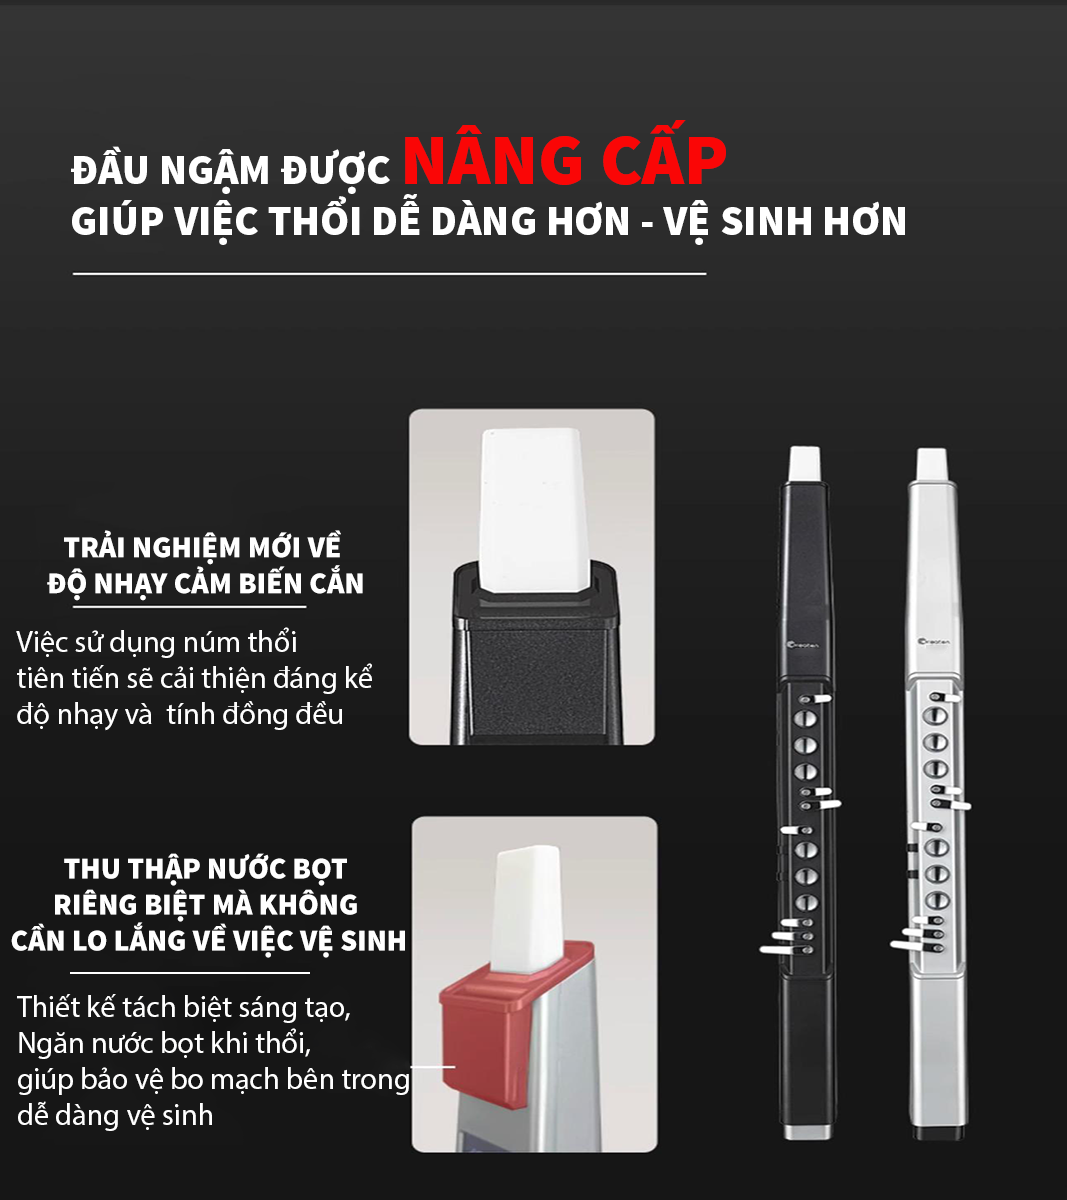 ĐẦU NGẬM ĐƯỢC NÂNG CẤP
GIÚP VIỆC THỔI DỄ DÀNG HƠN - VỆ SINH HƠN
TRẢI NGHIỆM MỚI VỀ
ĐỘ NHẠY CẢM BIẾN CẮN
Việc sử dụng núm thổi
tiên tiến sẽ cải thiện đáng kể
độ nhạy và tính đồng đều
THU THẬP NƯỚC BỌT
RIÊNG BIỆT MÀ KHÔNG
CẦN LO LẮNG VỀ VIỆC VỆ SINH
Thiết kế tách biệt sáng tạo,
Ngăn nước bọt khi thổi,
giúp bảo vệ bo mạch bên trong
dễ dàng vệ sinh